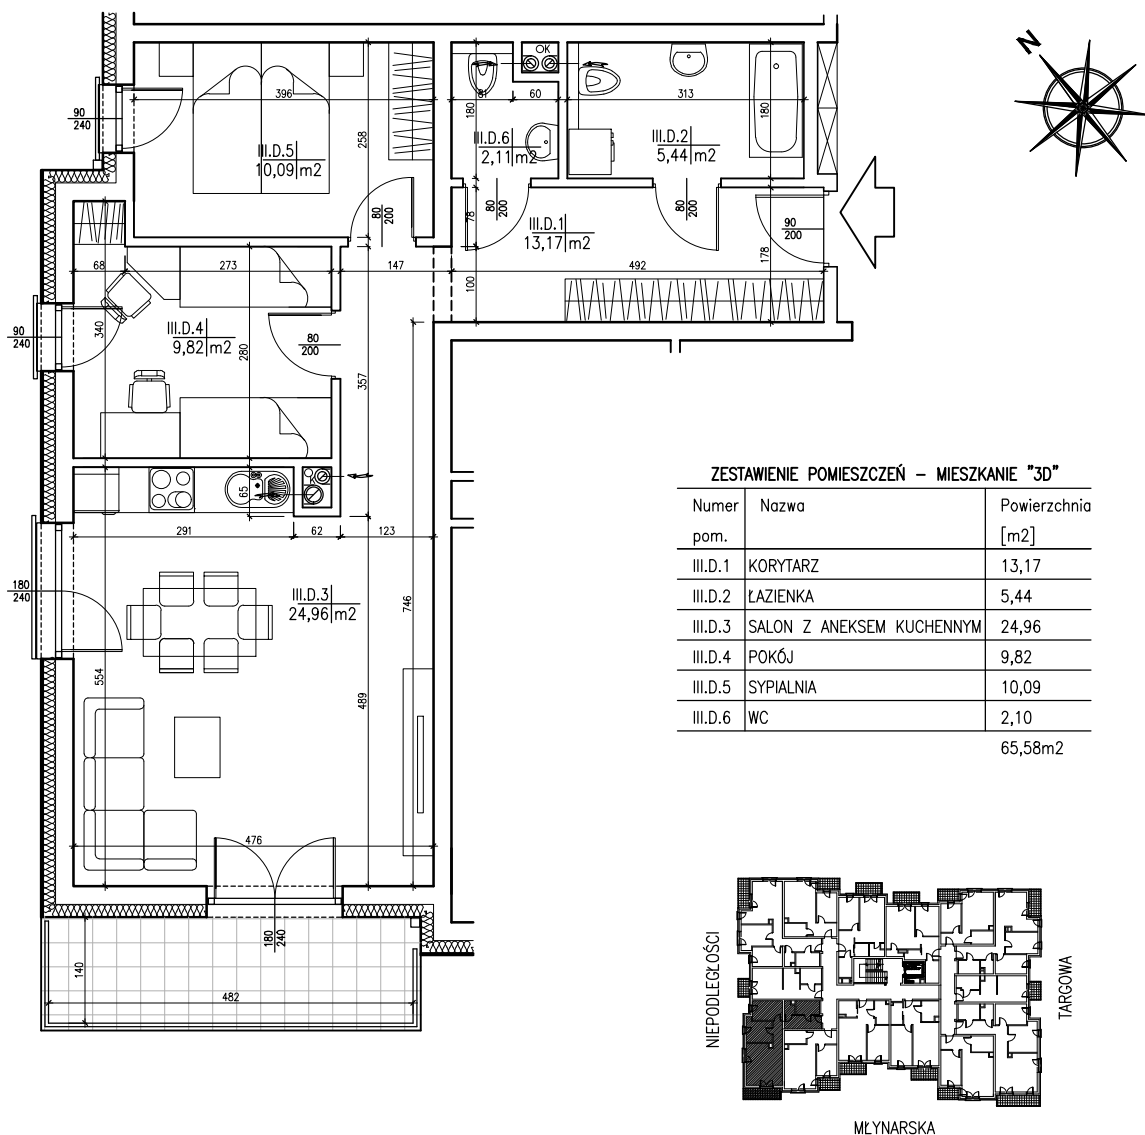 OK
N
396
81
60
313
90
240
258
180
180
III.D.5
10,09 m2
III.D.6
2,11 m2
III.D.2
5,44 m2
80
200
78
80
200
III.D.1
13,17 m2
80
200
90
200
178
68
273
147
492
100
90
240
340
III.D.4
9,82 m2
280
80
200
357
65
291
62
123
180
240
III.D.3
24,96 m2
746
554
489
476
180
240
140
482
ZESTAWIENIE POMIESZCZEŃ – MIESZKANIE "3D"
Numer pom. Nazwa Powierzchnia [m2]
III.D.1 KORYTARZ 13,17
III.D.2 ŁAZIENKA 5,44
III.D.3 SALON Z ANEKSEM KUCHENNYM 24,96
III.D.4 POKÓJ 9,82
III.D.5 SYPIALNIA 10,09
III.D.6 WC 2,10
65,58m2
NIEPODLEGŁOŚCI
TARGOWA
MŁYNARSKA